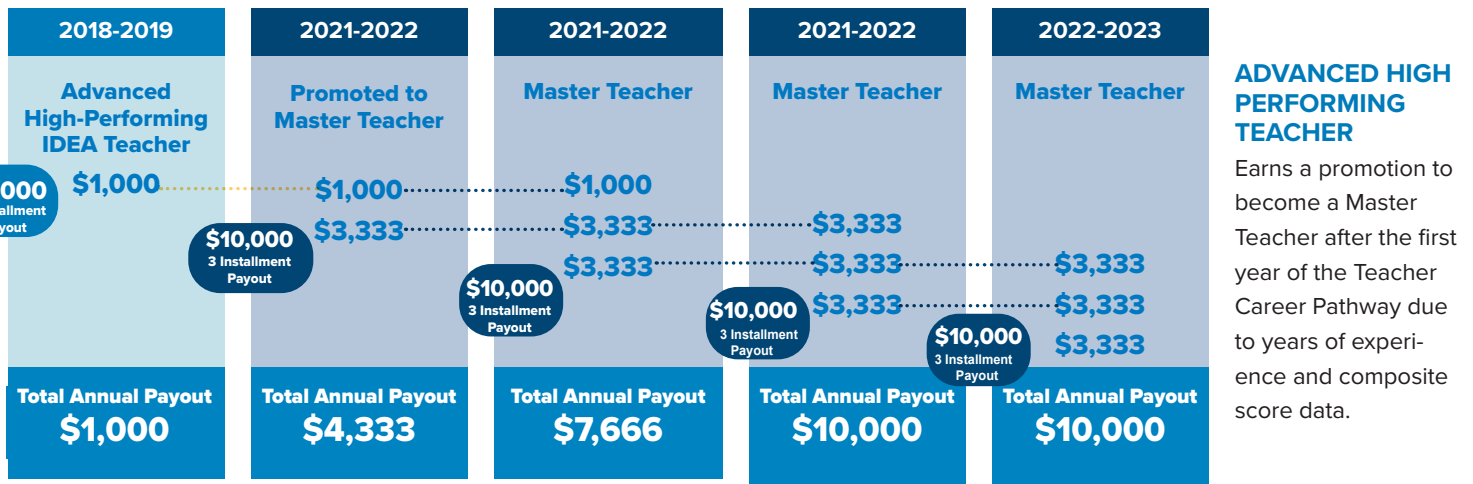 2018-2019
Advanced
High-Performing
IDEA Teacher
000
allment
yout
$1,000
Total Annual Payout
$1,000
2021-2022
Promoted to
Master Teacher
$1,000
$3,333
$10,000
3 Installment
Payout
Total Annual Payout
$4,333
2021-2022
Master Teacher
$1,000
$3,333
$3,333
$10,000
3 Installment
Payout
Total Annual Payout
$7,666
2021-2022
Master Teacher
$3,333
$3,333
$3,333
$10,000
3 Installment
Payout
Total Annual Payout
$10,000
2022-2023
Master Teacher
$3,333
$3,333
$3,333
$10,000
3 Installment
Payout
Total Annual Payout
$10,000
ADVANCED HIGH
PERFORMING
TEACHER
Earns a promotion to
become a Master
Teacher after the first
year of the Teacher
Career Pathway due
to years of experi-
ence and composite
score data.